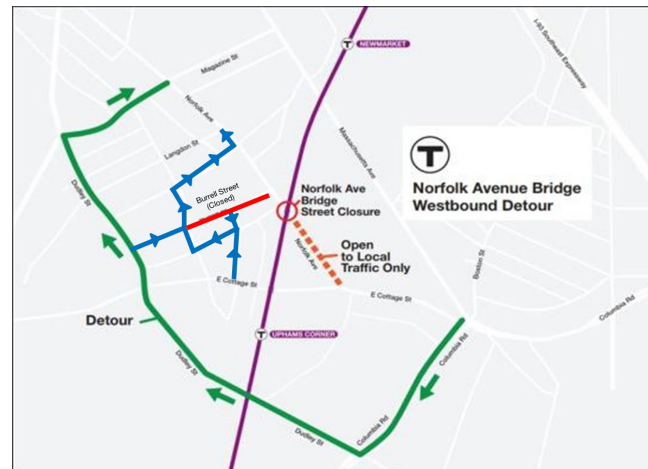 I-93 Southeast Expressway
T NEWMARKET
Magazine St
Norfolk Ave
Massachusetts Ave
Langdon St
T
Norfolk Avenue Bridge
Westbound Detour
Dudley St
Burrell Street
(Closed)
Norfolk Ave
Bridge
Street Closure
Norfolk Ave
Open
to Local
Traffic Only
Boston St
E Cottage St
E Cottage St
Columbia Rd
Detour
T UPHAMS CORNER
Dudley St
Columbia Rd
Dudley St
Columbia Rd